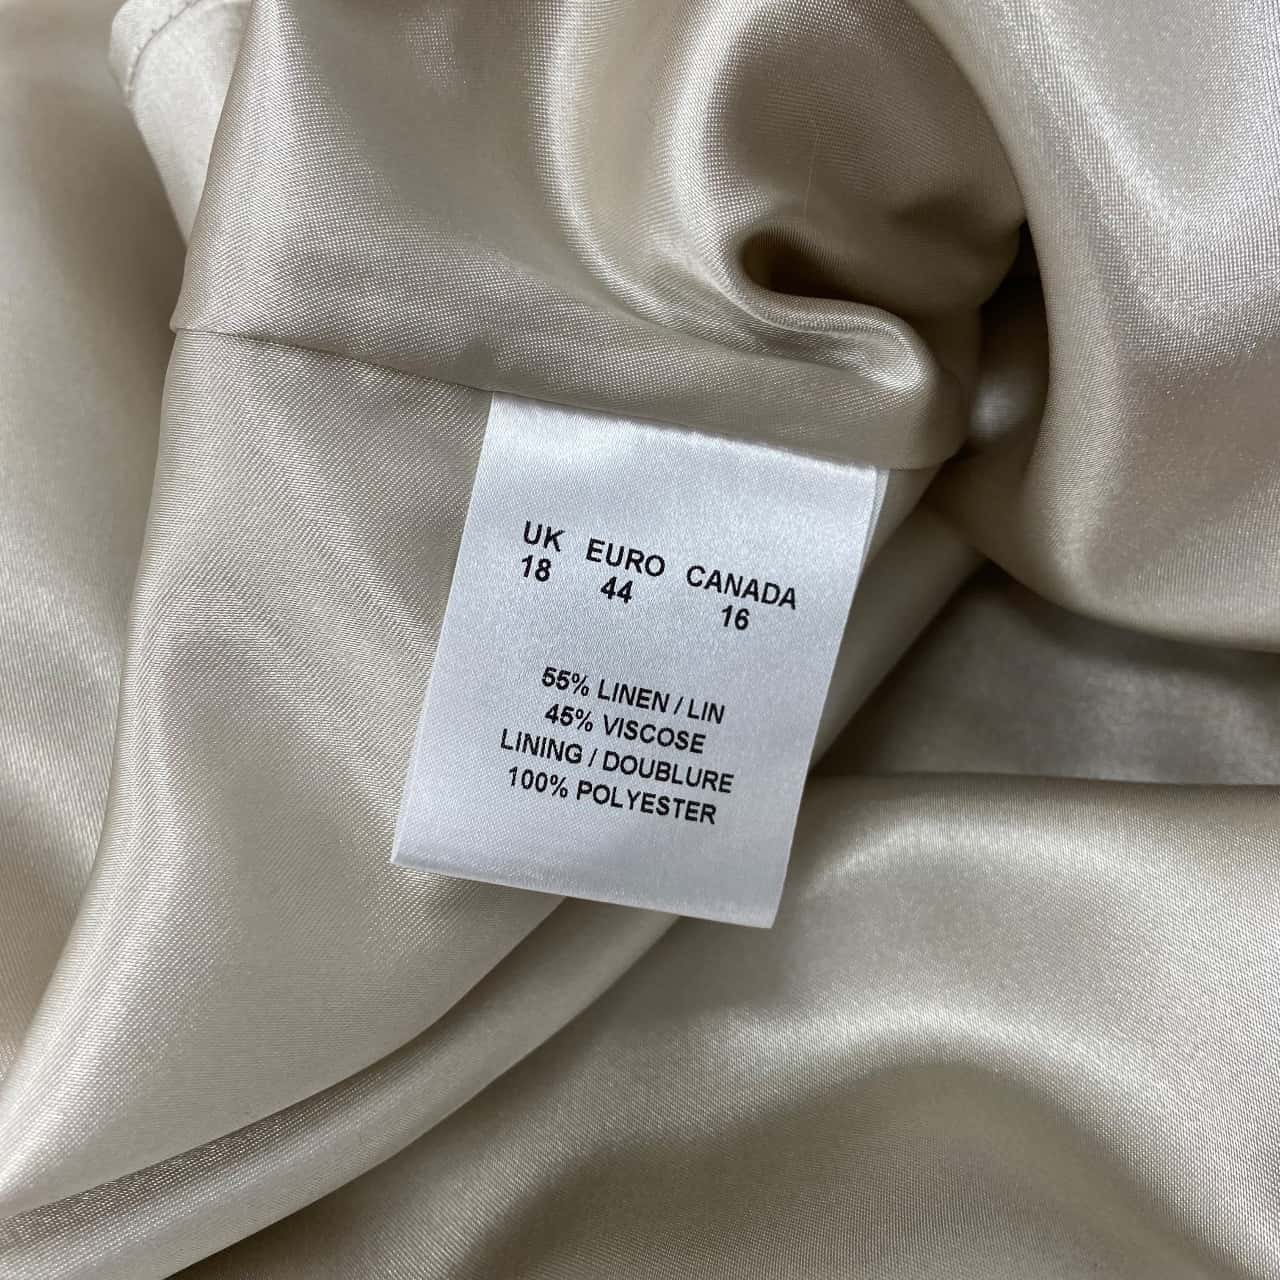 UK EURO CANADA
18 44 16
55% LINEN / LIN
45% VISCOSE
LINING / DOUBLURE
100% POLYESTER